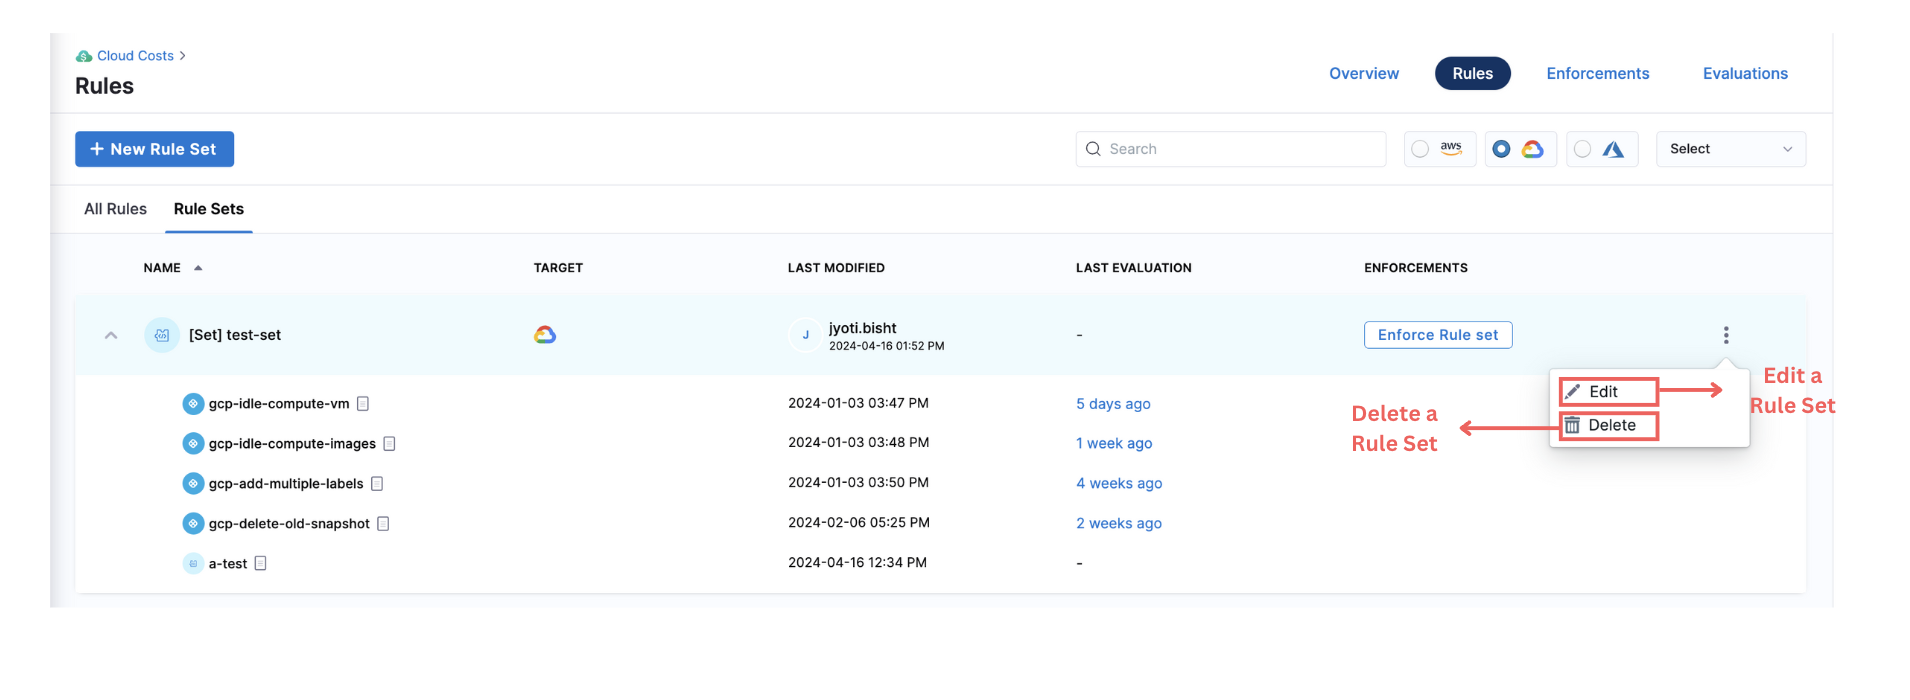 Cloud Costs >
Rules
Overview Rules Enforcements Evaluations
+ New Rule Set
Search
aws
Select
All Rules Rule Sets
NAME TARGET LAST MODIFIED LAST EVALUATION ENFORCEMENTS
[Set] test-set J jyoti.bisht - Enforce Rule set
2024-04-16 01:52 PM
Edit
Delete
Edit a
Rule Set
Delete a
Rule Set
gcp-idle-compute-vm 2024-01-03 03:47 PM 5 days ago
gcp-idle-compute-images 2024-01-03 03:48 PM 1 week ago
gcp-add-multiple-labels 2024-01-03 03:50 PM 4 weeks ago
gcp-delete-old-snapshot 2024-02-06 05:25 PM 2 weeks ago
a-test 2024-04-16 12:34 PM -